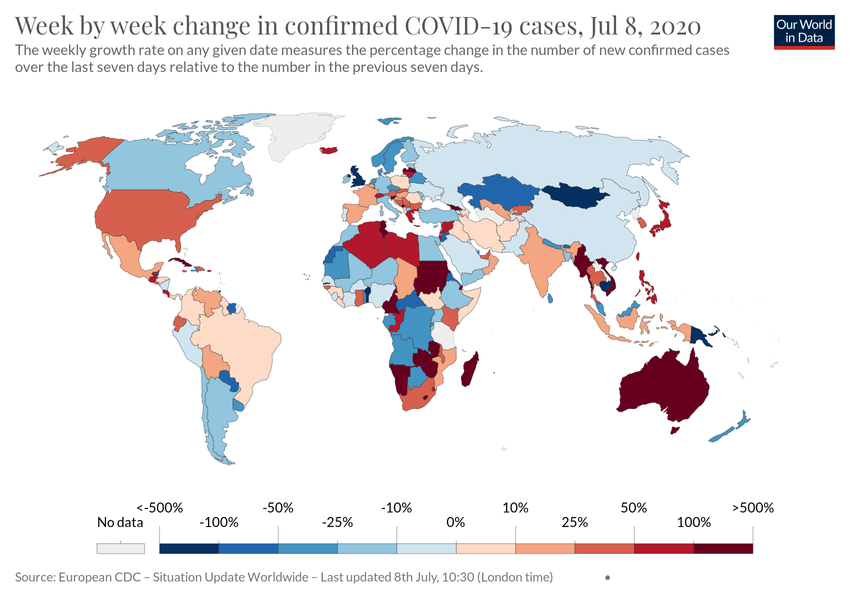 Week by week change in confirmed COVID-19 cases, Jul 8, 2020
Our World
in Data
The weekly growth rate on any given date measures the percentage change in the number of new confirmed cases
over the last seven days relative to the number in the previous seven days.
<-500% -50% -10% 10% 50% >500%
No data -100% -25% 0% 25% 100%
Source: European CDC – Situation Update Worldwide – Last updated 8th July, 10:30 (London time) •